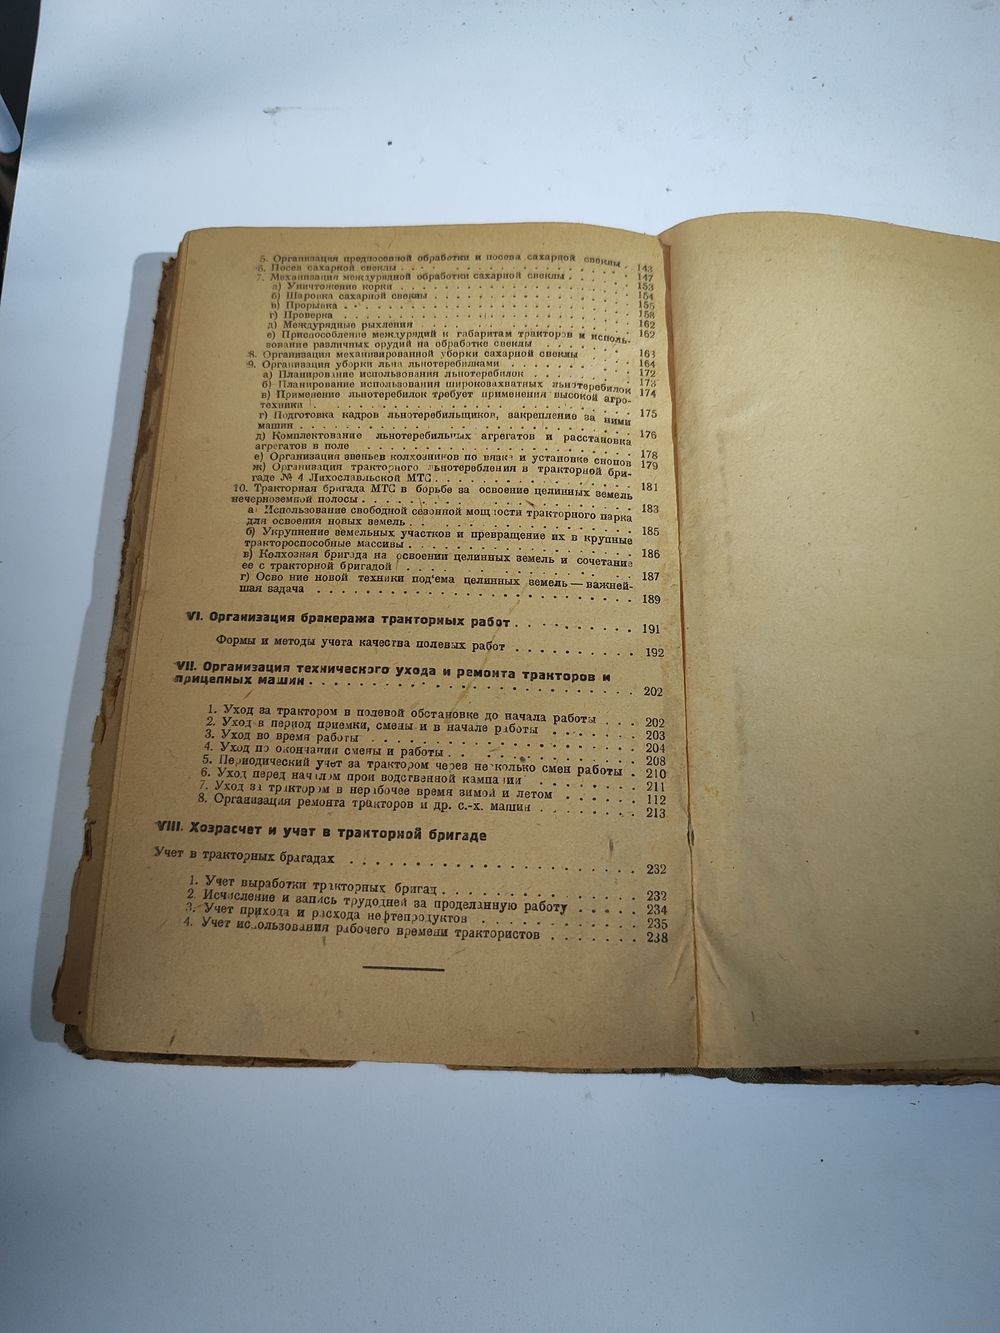 5. Организация предпосевной обработки и посева сахарной свеклы . 143
6. Посев сахарной свеклы . . . . . . . . . . . . . . . . 147
7. Механизация междурядной обработки сахарной свеклы . . . . . 153
а) Уничтожение корки . . . . . . . . . . . . . . . . 154
б) Шаровка сахарной свеклы . . . . . . . . . . . . . . 155
в) Прорывка . . . . . . . . . . . . . . . . . . . . 158
г) Проверка . . . . . . . . . . . . . . . . . . . . 162
д) Междурядные рыхления . . . . . . . . . . . . . . . 162
е) Приспособление междурядий к габаритам тракторов и исполь-
зование различных орудий на обработке свеклы . . . . . . 163
8. Организация механизированной уборки сахарной свеклы . . . . 164
9. Организация уборки льна льнотеребилками . . . . . . . . . 172
а) Планирование использования льнотеребилок . . . . . . . 173
б) Планирование использования широкозахватных льнотеребилок 174
в) Применение льнотеребилок требует применения высокой агро-
техники . . . . . . . . . . . . . . . . . . . . . 175
г) Подготовка кадров льнотеребильщиков, закрепление за ними
машин . . . . . . . . . . . . . . . . . . . . . . 176
д) Комплектование льнотеребильных агрегатов и расстановка
агрегатов в поле . . . . . . . . . . . . . . . . . . 178
е) Организация звеньев колхозников по вязке и установке снопов 179
ж) Организация тракторного льнотеребления в тракторной бри-
гаде № 4 Лихославльской МТС . . . . . . . . . . . . . 181
10. Тракторная бригада МТС в борьбе за освоение целинных земель
нечерноземной полосы . . . . . . . . . . . . . . . . . 183
а) Использование свободной сезонной мощности тракторного парка
для освоения новых земель . . . . . . . . . . . . . . 185
б) Укрупнение земельных участков и превращение их в крупные
трактороспособные массивы . . . . . . . . . . . . . . 186
в) Колхозная бригада на освоении целинных земель и сочетание
ее с тракторной бригадой . . . . . . . . . . . . . . . 187
г) Осво ние новой техники под'ема целинных земель — важней-
шая задача . . . . . . . . . . . . . . . . . . . . 189
VI. Организация бракеража тракторных работ . . . . . . . . . 191
Формы и методы учета качества полевых работ . . . . . . . . . 192
VII. Организация технического ухода и ремонта тракторов и
прицепных машин . . . . . . . . . . . . . . . . . . . . 202
1. Уход за трактором в полевой обстановке до начала работы . . . 202
2. Уход в период приемки, смены и в начале работы . . . . . . . 203
3. Уход во время работы . . . . . . . . . . . . . . . . . 204
4. Уход по окончании смены и работы . . . . . . . . . . . . 208
5. Периодический учет за трактором через несколько смен работы . 210
6. Уход перед началом производственной кампании . . . . . . . 211
7. Уход за трактором в нерабочее время зимой и летом . . . . . . 112
8. Организация ремонта тракторов и др. с.-х. машин . . . . . . . 213
VIII. Хозрасчет и учет в тракторной бригаде
Учет в тракторных бригадах . . . . . . . . . . . . . . . . 232
1. Учет выработки тракторных бригад . . . . . . . . . . . . 232
2. Исчисление и запись трудодней за проделанную работу . . . . . 234
3. Учет прихода и расхода нефтепродуктов . . . . . . . . . . 235
4. Учет использования рабочего времени трактористов . . . . . . 238